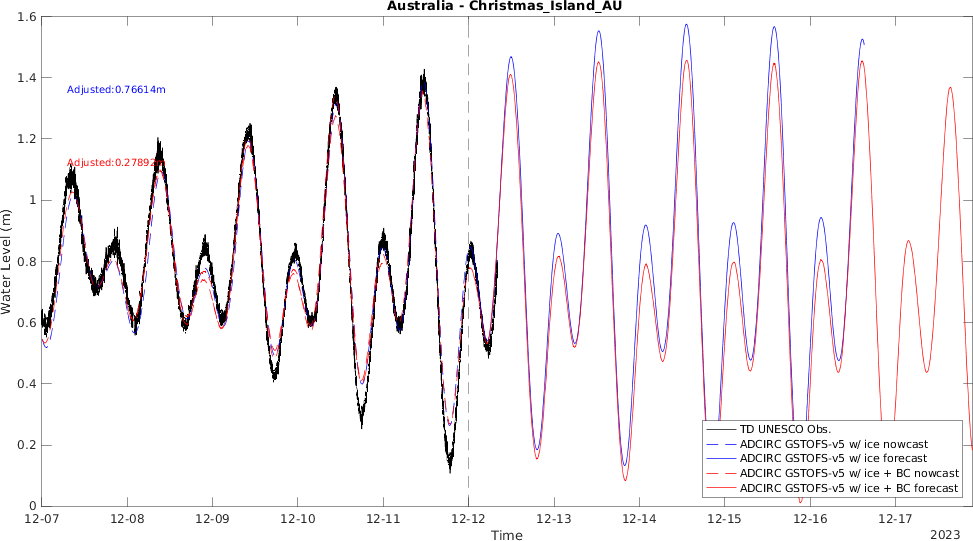 Australia - Christmas_Island_AU
1.6
1.4
1.2
1
0.8
0.6
0.4
0.2
0
Water Level (m)
Adjusted:0.76614m
Adjusted:0.27892m
TD UNESCO Obs.
ADCIRC GSTOFS-v5 w/ ice nowcast
ADCIRC GSTOFS-v5 w/ ice forecast
ADCIRC GSTOFS-v5 w/ ice + BC nowcast
ADCIRC GSTOFS-v5 w/ ice + BC forecast
12-07 12-08 12-09 12-10 12-11 12-12 12-13 12-14 12-15 12-16 12-17
Time
2023